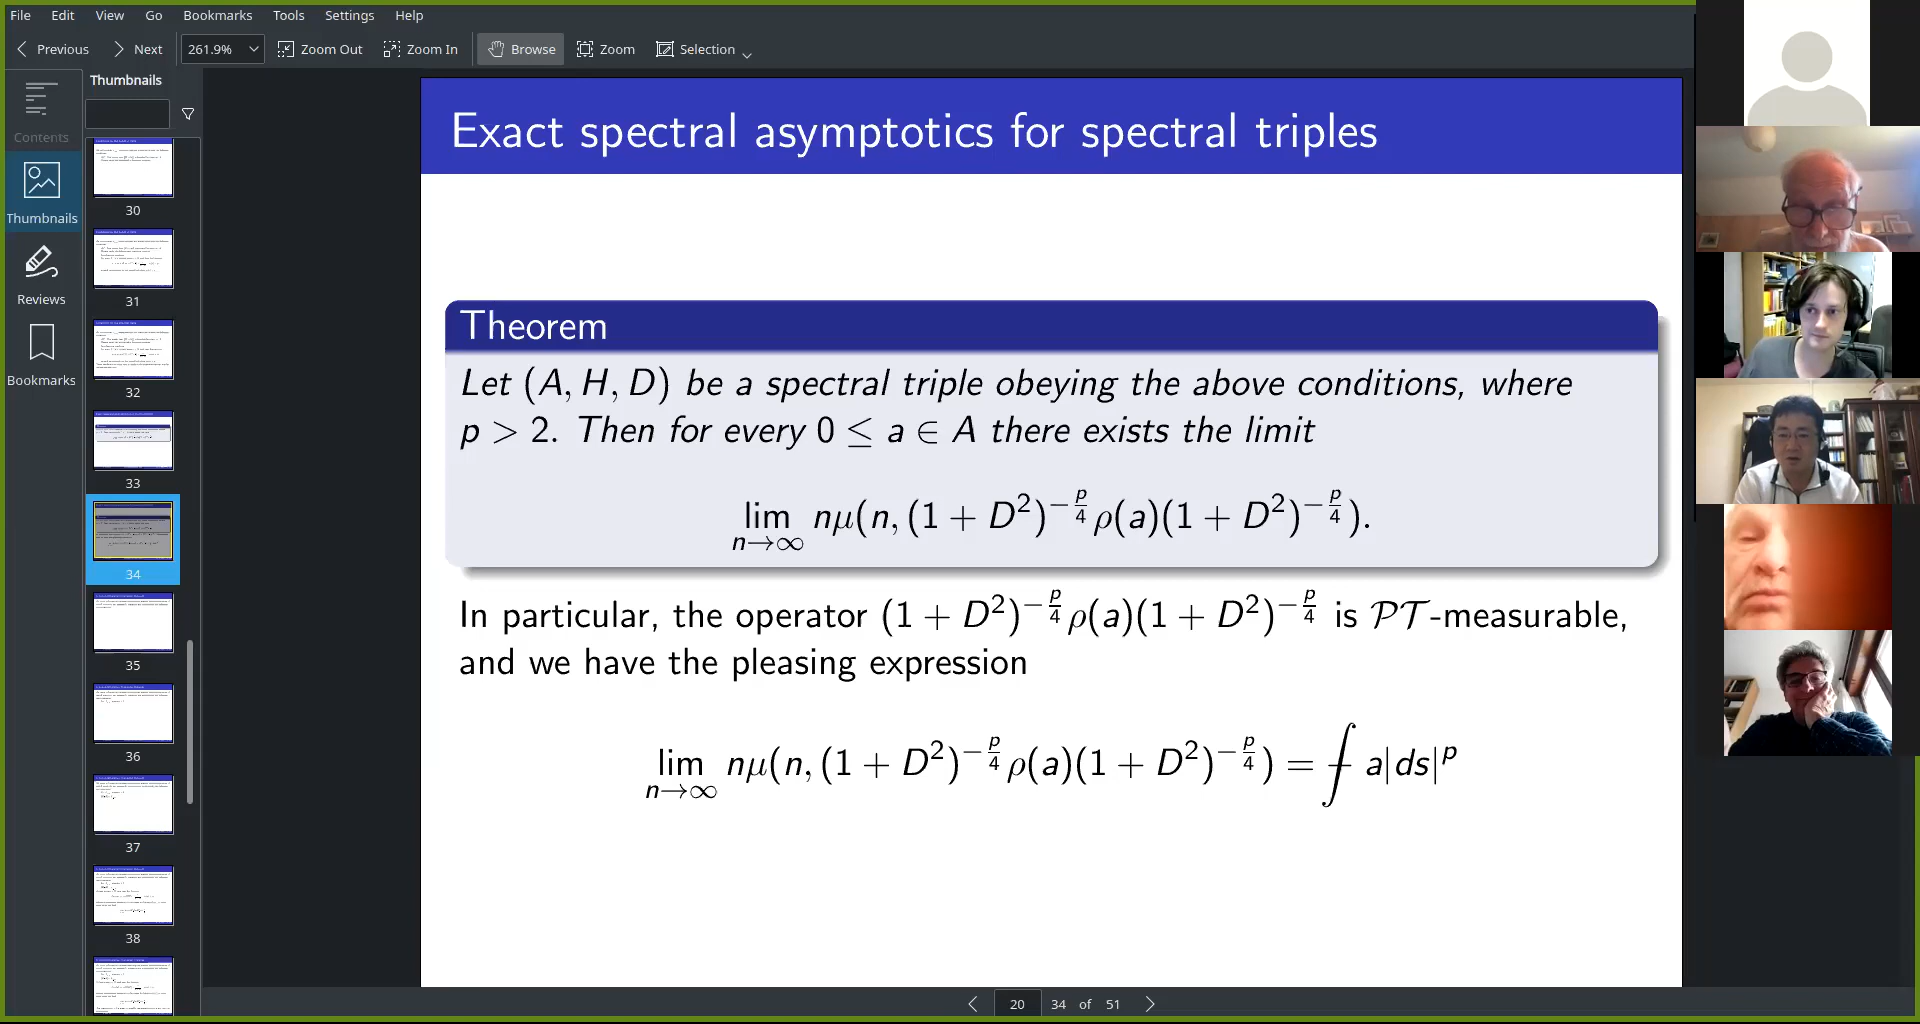 File Edit View Go Bookmarks Tools Settings Help
Previous Next 261.9% Zoom Out Zoom In Browse Zoom Selection
Thumbnails
Contents
Thumbnails
Reviews
Bookmarks
30
31
32
33
34
35
36
37
38
Exact spectral asymptotics for spectral triples
Theorem
Let (A, H, D) be a spectral triple obeying the above conditions, where
p > 2. Then for every 0 ≤ a ∈ A there exists the limit
lim_{n→∞} nμ(n, (1 + D²)^{-p/4} ρ(a)(1 + D²)^{-p/4}).
In particular, the operator (1 + D²)^{-p/4} ρ(a)(1 + D²)^{-p/4} is 𝒫𝒯-measurable,
and we have the pleasing expression
lim_{n→∞} nμ(n, (1 + D²)^{-p/4} ρ(a)(1 + D²)^{-p/4}) = ⨍ a|ds|^p
20 34 of 51